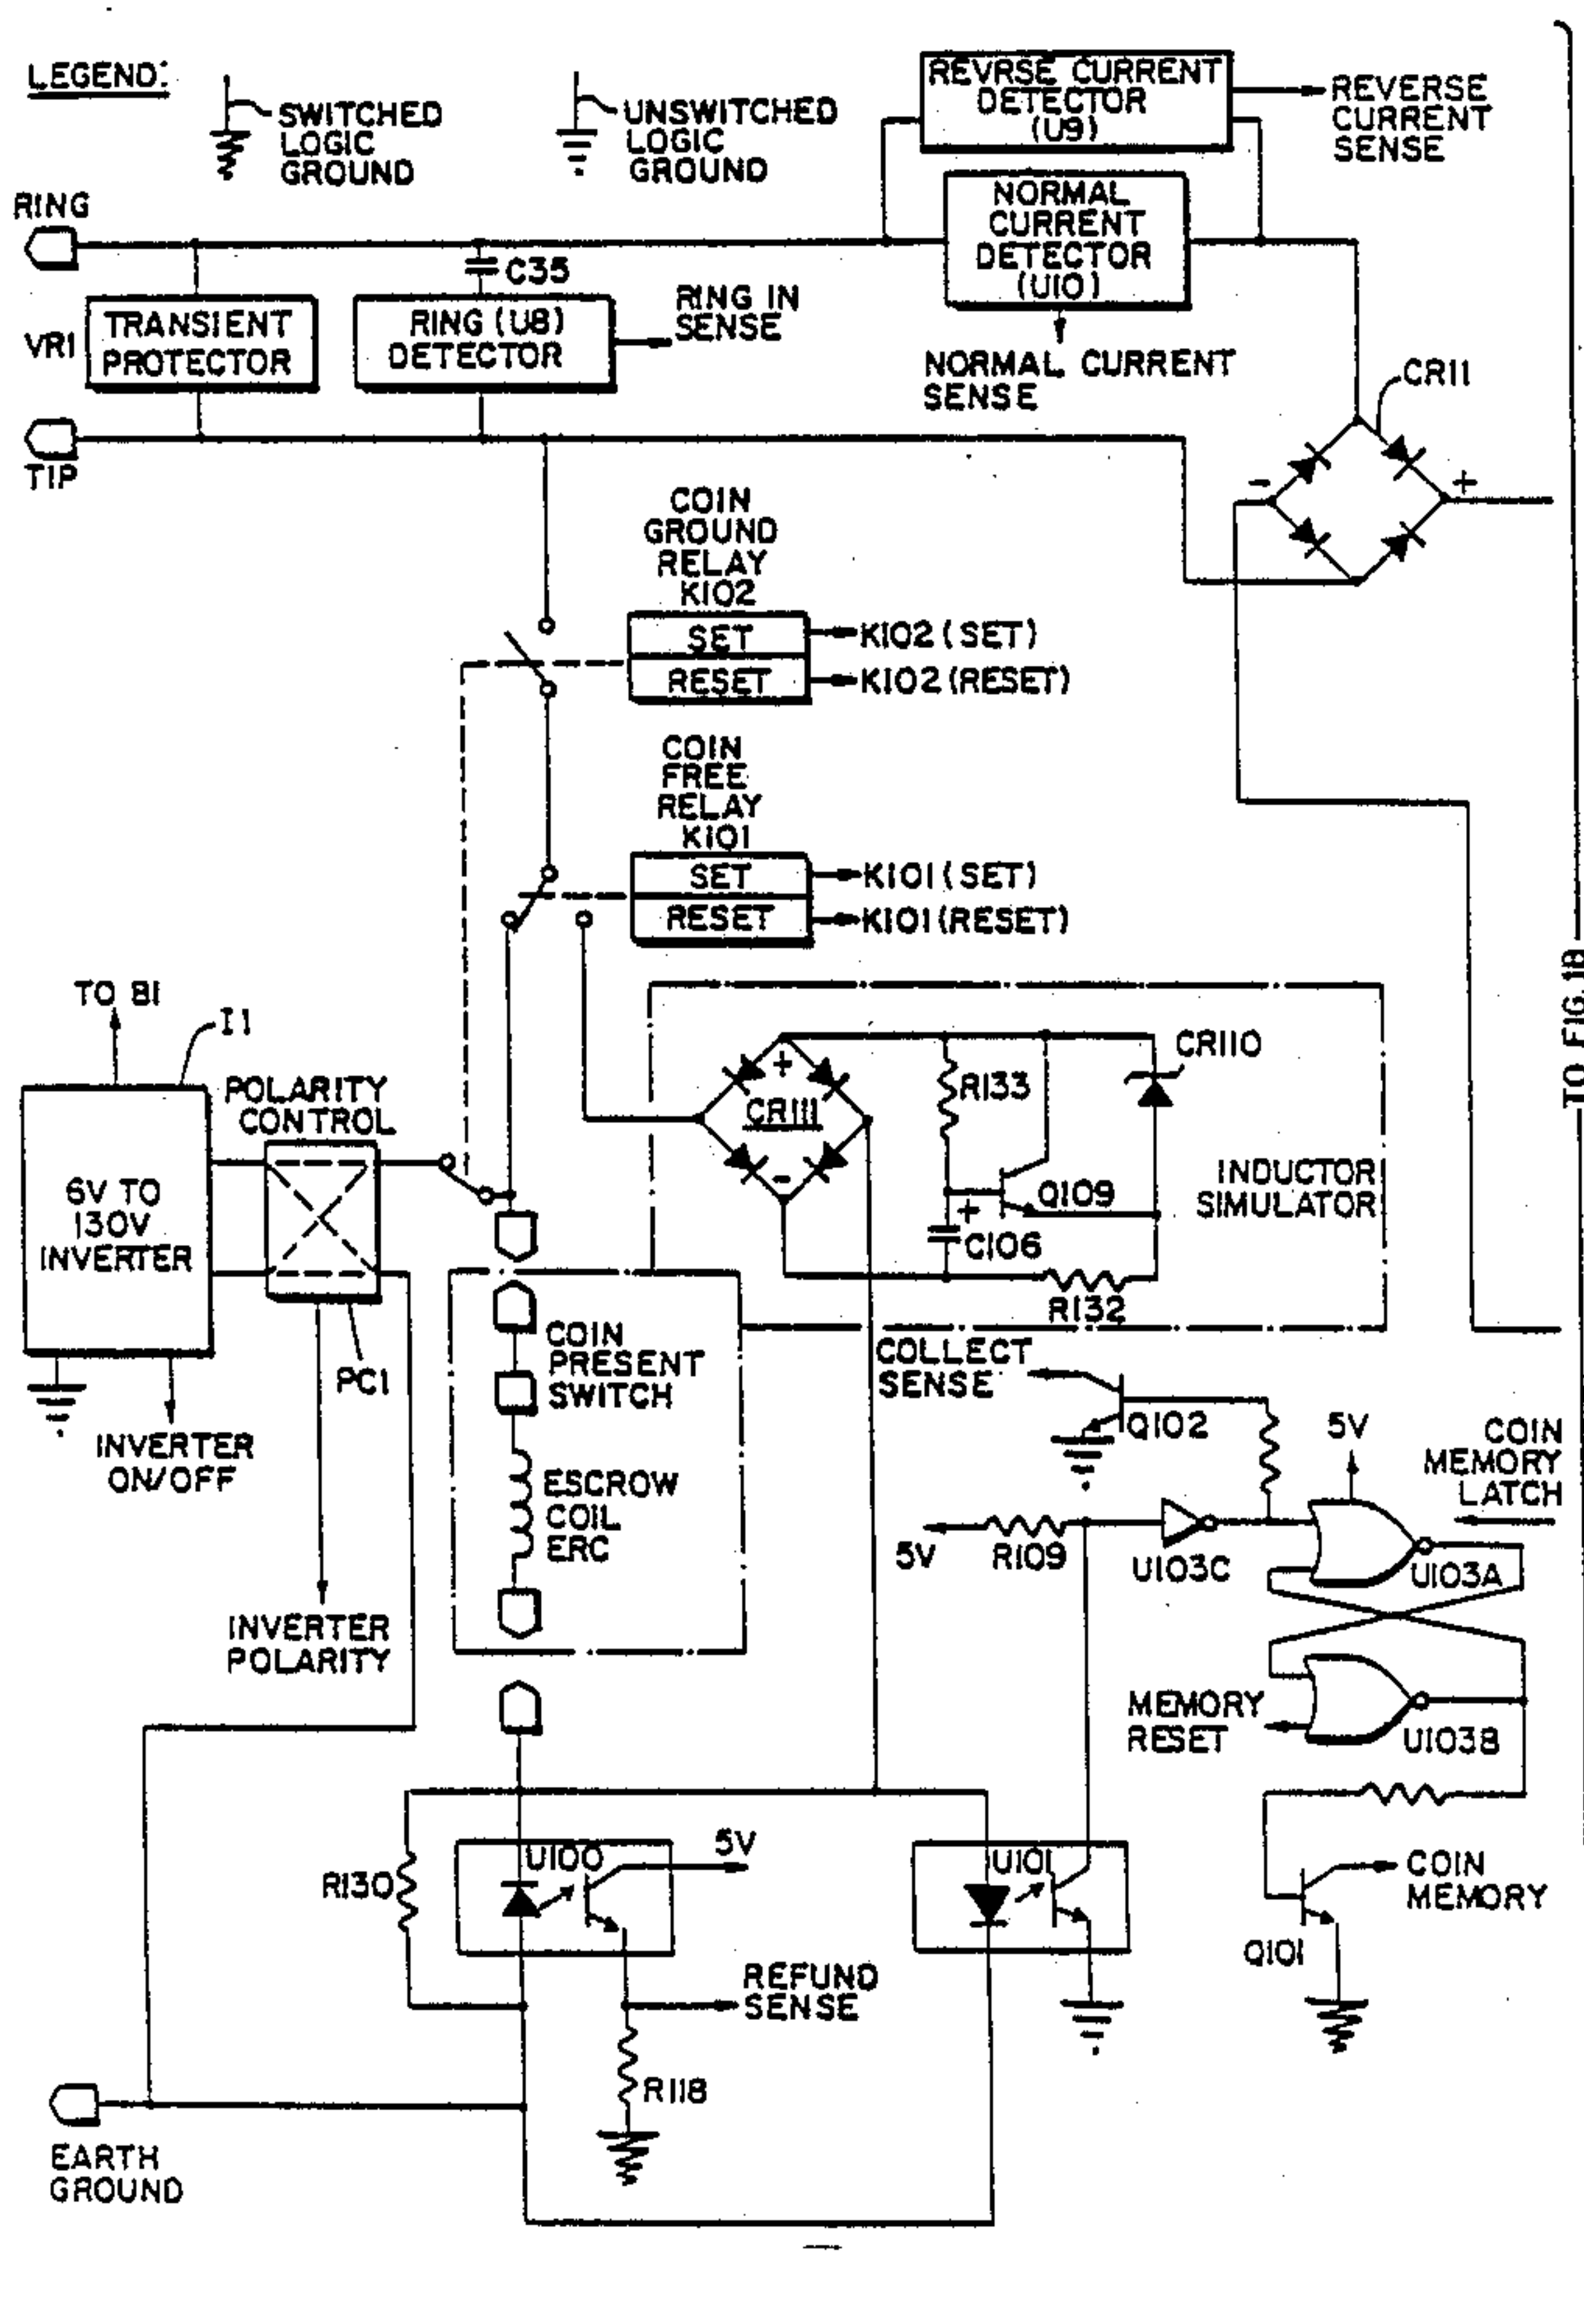 LEGEND:
SWITCHED
LOGIC
GROUND
UNSWITCHED
LOGIC
GROUND
REVRSE CURRENT
DETECTOR
(U9)
REVERSE
CURRENT
SENSE
RING
NORMAL
CURRENT
DETECTOR
(U10)
C35
VR1
TRANSIENT
PROTECTOR
RING (U8)
DETECTOR
RING IN
SENSE
NORMAL CURRENT
SENSE
CR11
TIP
-
+
COIN
GROUND
RELAY
K102
SET
RESET
K102 (SET)
K102 (RESET)
COIN
FREE
RELAY
K101
SET
RESET
K101 (SET)
K101 (RESET)
TO FIG. 1B
TO B1
I1
POLARITY
CONTROL
6V TO
130V
INVERTER
PC1
INVERTER
ON/OFF
INVERTER
POLARITY
+
CR111
-
R133
CR110
Q109
+
C106
R132
INDUCTOR
SIMULATOR
COIN
PRESENT
SWITCH
ESCROW
COIL
ERC
COLLECT
SENSE
Q102
5V
COIN
MEMORY
LATCH
5V
R109
U103C
U103A
MEMORY
RESET
U103B
R130
U100
5V
U101
COIN
MEMORY
Q101
REFUND
SENSE
R118
EARTH
GROUND